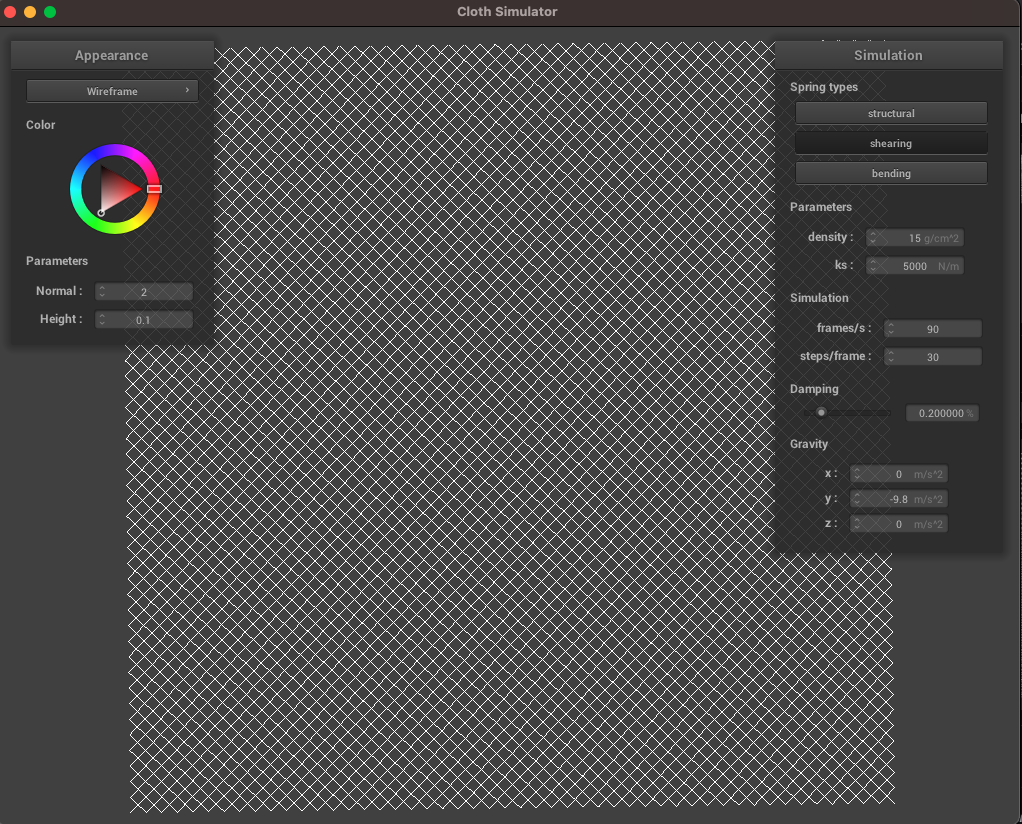 Cloth Simulator
Appearance
Wireframe ›
Color
Parameters
Normal : 2
Height : 0.1
Simulation
Spring types
structural
shearing
bending
Parameters
density : 15 g/cm^2
ks : 5000 N/m
Simulation
frames/s : 90
steps/frame : 30
Damping
0.200000 %
Gravity
x : 0 m/s^2
y : -9.8 m/s^2
z : 0 m/s^2